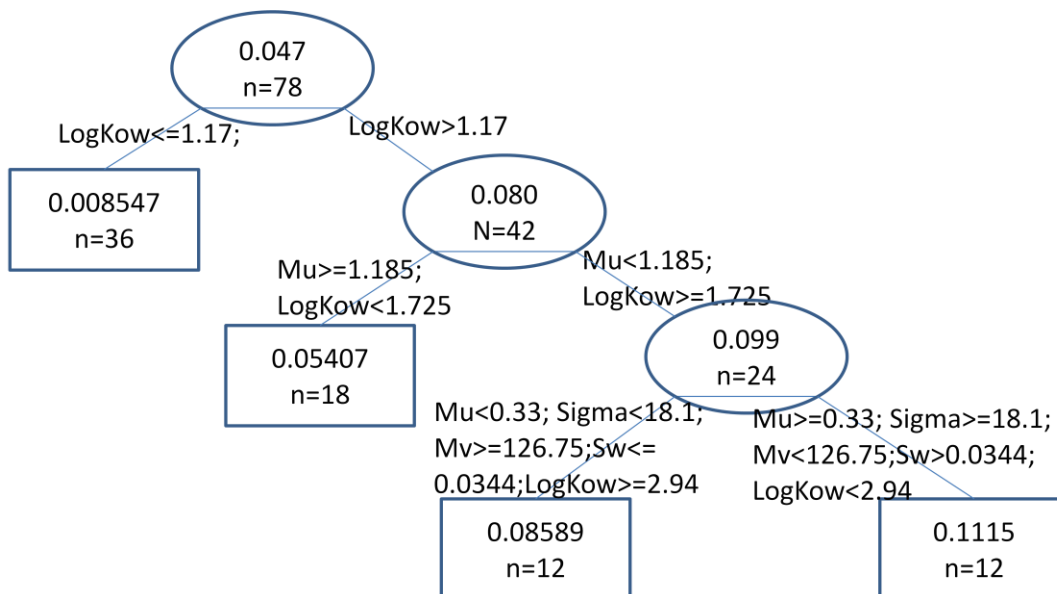 0.047
n=78
LogKow<=1.17;
LogKow>1.17
0.008547
n=36
0.080
N=42
Mu>=1.185;
LogKow<1.725
Mu<1.185;
LogKow>=1.725
0.05407
n=18
0.099
n=24
Mu<0.33; Sigma<18.1;
Mv>=126.75;Sw<=
0.0344;LogKow>=2.94
Mu>=0.33; Sigma>=18.1;
Mv<126.75;Sw>0.0344;
LogKow<2.94
0.08589
n=12
0.1115
n=12